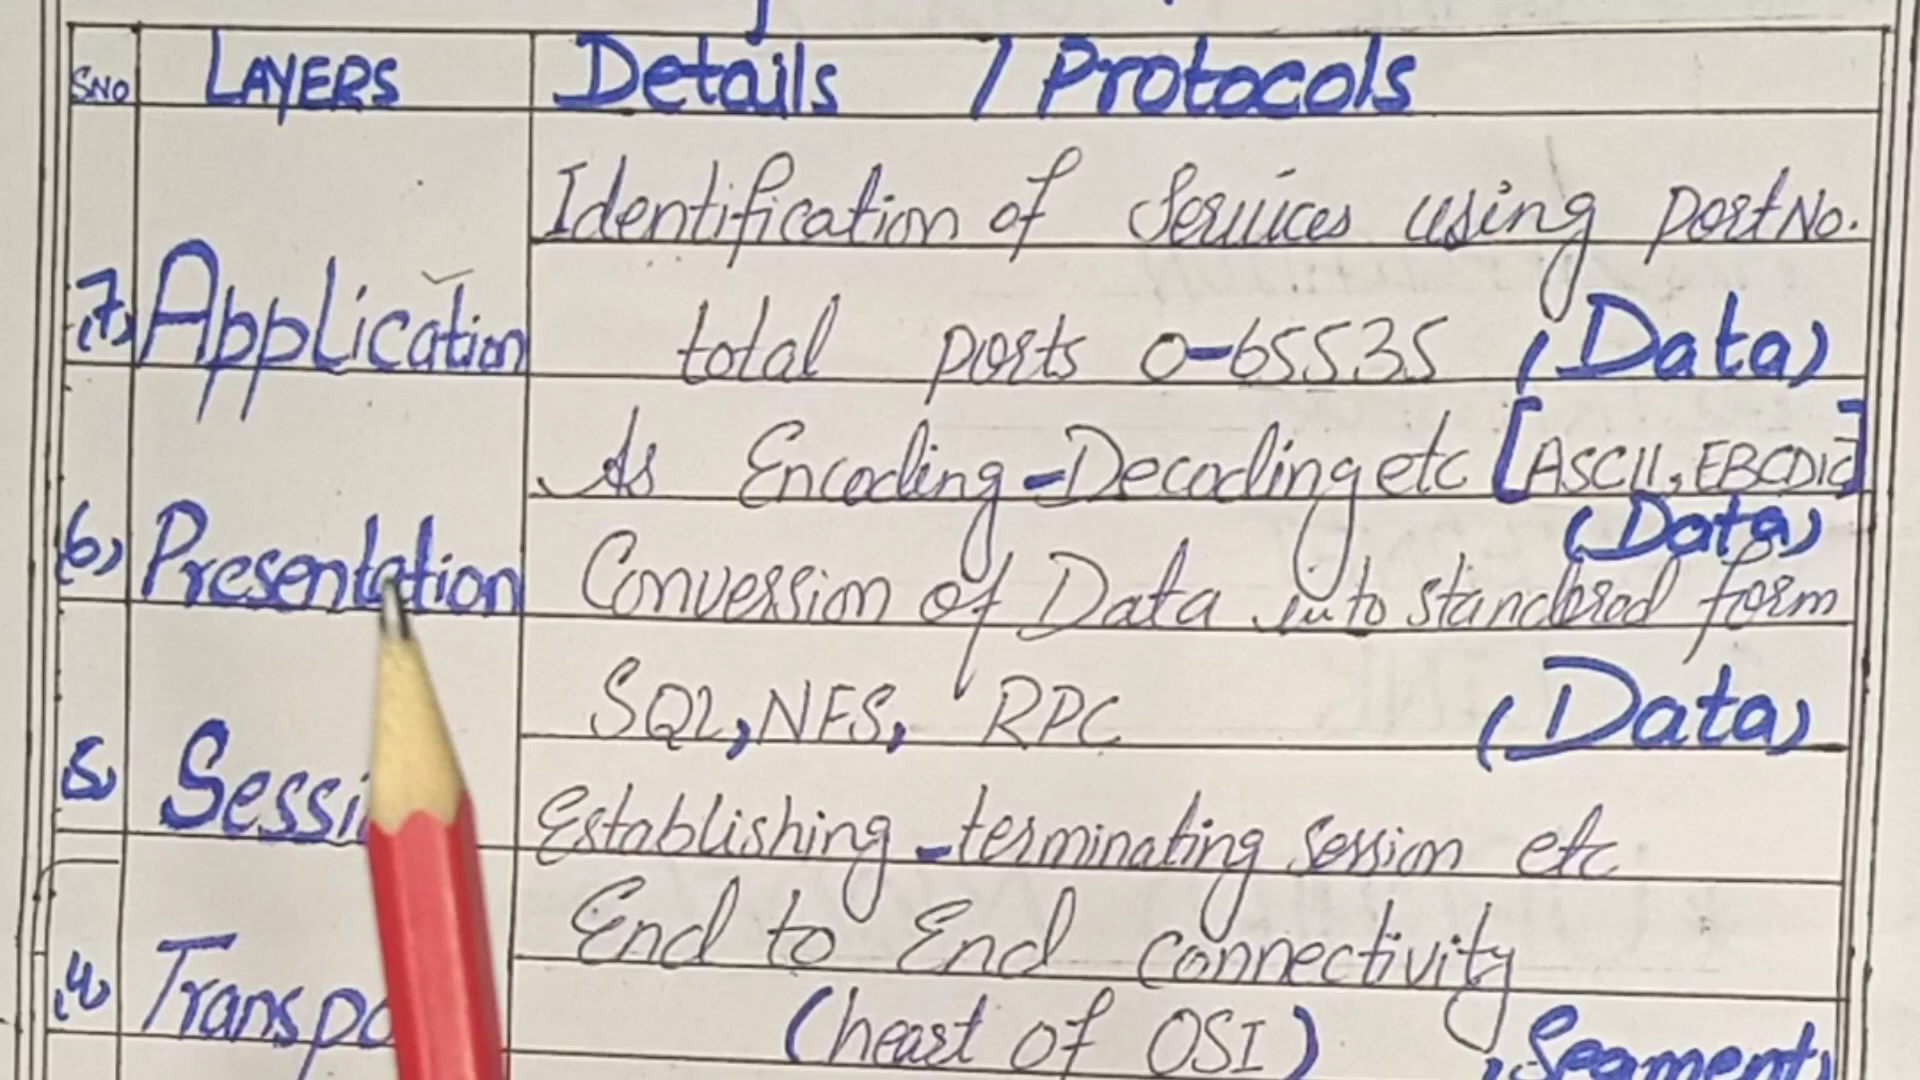 SNO LAYERS Details / Protocols
Identification of Services using port No.
(7) Application total ports 0-65535 (Data)
As Encoding-Decoding etc [ASCII, EBCDIC]
(Data)
(6) Presentation Conversion of Data into standard form
SQL, NFS, RPC (Data)
(5) Sessi
Establishing-terminating session etc
End to End connectivity
(4) Transpo
(heart of OSI) (Segment)